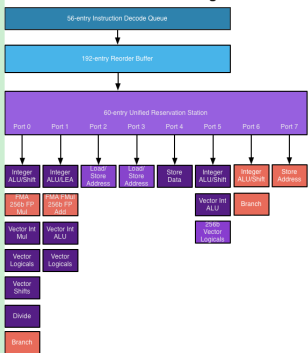 56-entry Instruction Decode Queue
192-entry Reorder Buffer
60-entry Unified Reservation Station
Port 0 Port 1 Port 2 Port 3 Port 4 Port 5 Port 6 Port 7
Integer
ALU/Shift
Integer
ALU/LEA
Load/
Store
Address
Load/
Store
Address
Store
Data
Integer
ALU/Shift
Integer
ALU/Shift
Store
Address
FMA
256b FP
Mul
FMA FMul
256b FP
Add
Vector Int
ALU
Branch
Vector Int
Mul
Vector Int
ALU
256b
Vector
Logicals
Vector
Logicals
Vector
Logicals
Vector
Shifts
Divide
Branch